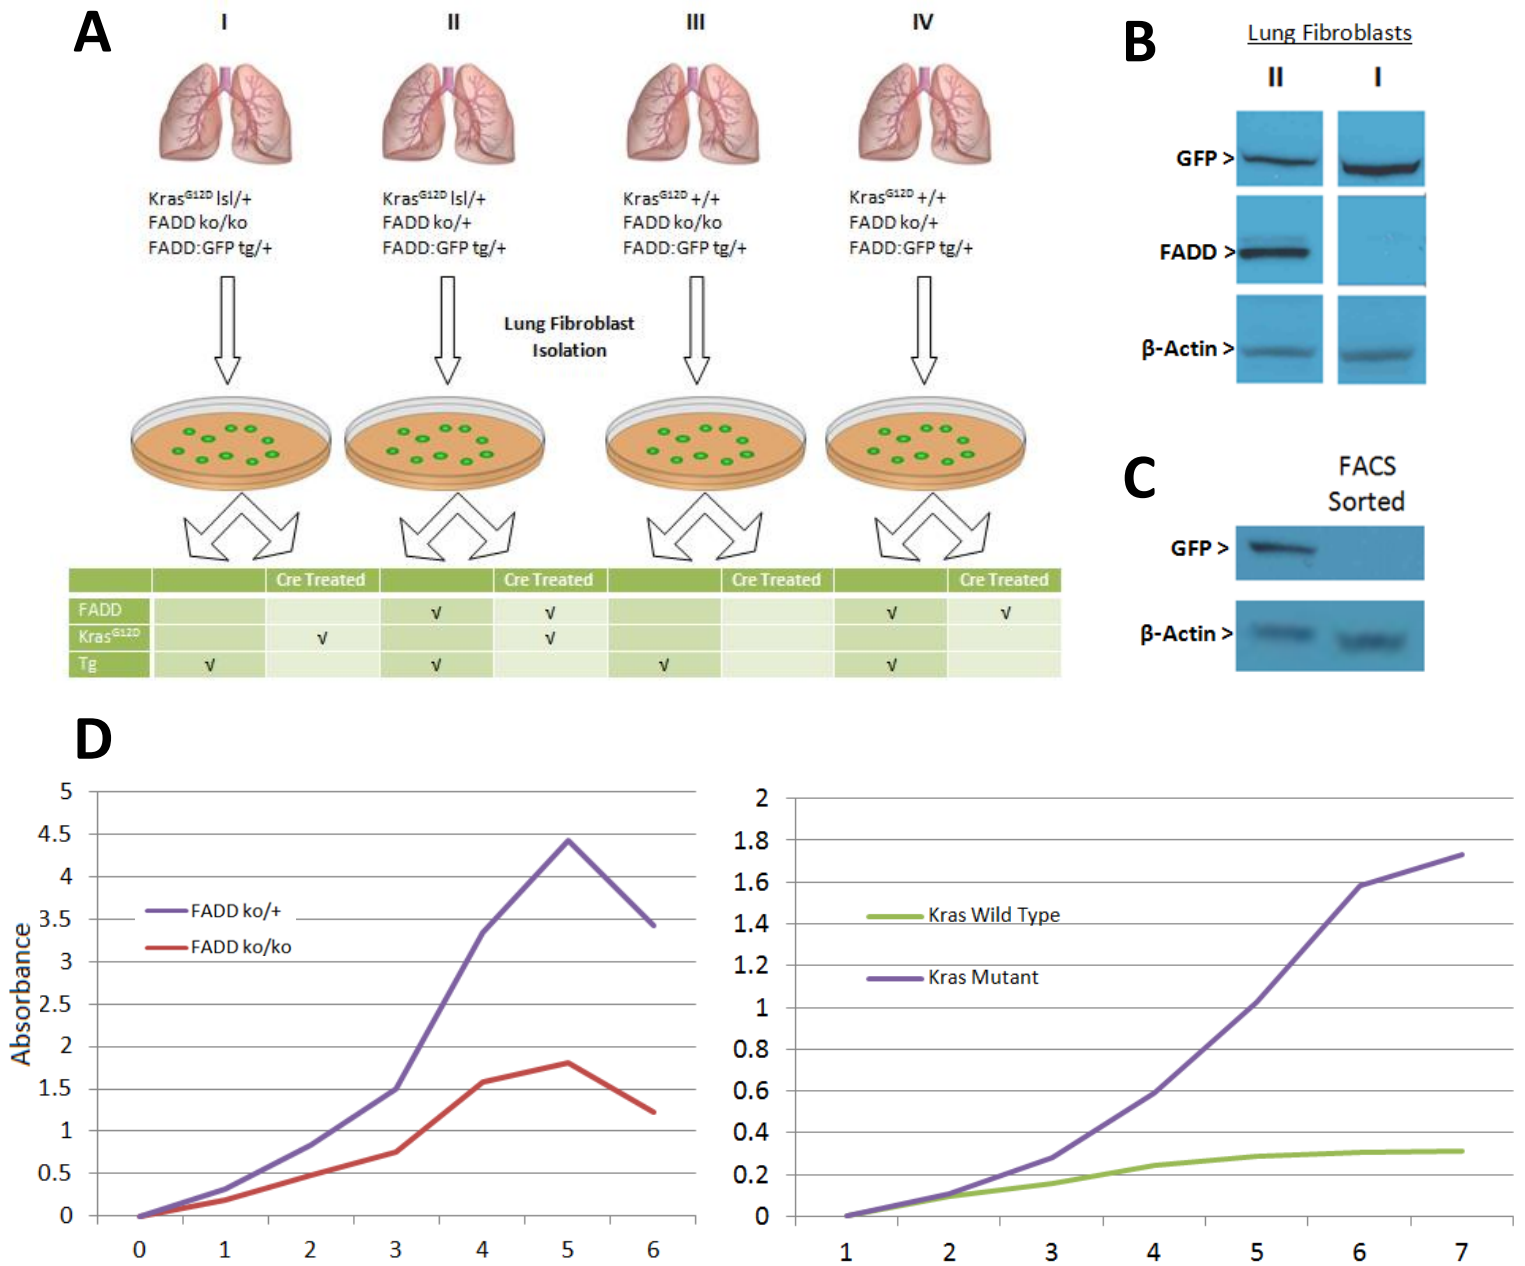 A
I II III IV
Kras^G12D lsl/+
FADD ko/ko
FADD:GFP tg/+
Kras^G12D lsl/+
FADD ko/+
FADD:GFP tg/+
Kras^G12D +/+
FADD ko/ko
FADD:GFP tg/+
Kras^G12D +/+
FADD ko/+
FADD:GFP tg/+
Lung Fibroblast
Isolation
Cre Treated Cre Treated Cre Treated Cre Treated
FADD √ √ √ √
Kras^G12D √ √
Tg √ √ √ √
B
Lung Fibroblasts
II I
GFP >
FADD >
β-Actin >
C
FACS
Sorted
GFP >
β-Actin >
D
Absorbance
5
4.5
4
3.5
3
2.5
2
1.5
1
0.5
0
FADD ko/+
FADD ko/ko
0 1 2 3 4 5 6
2
1.8
1.6
1.4
1.2
1
0.8
0.6
0.4
0.2
0
Kras Wild Type
Kras Mutant
1 2 3 4 5 6 7